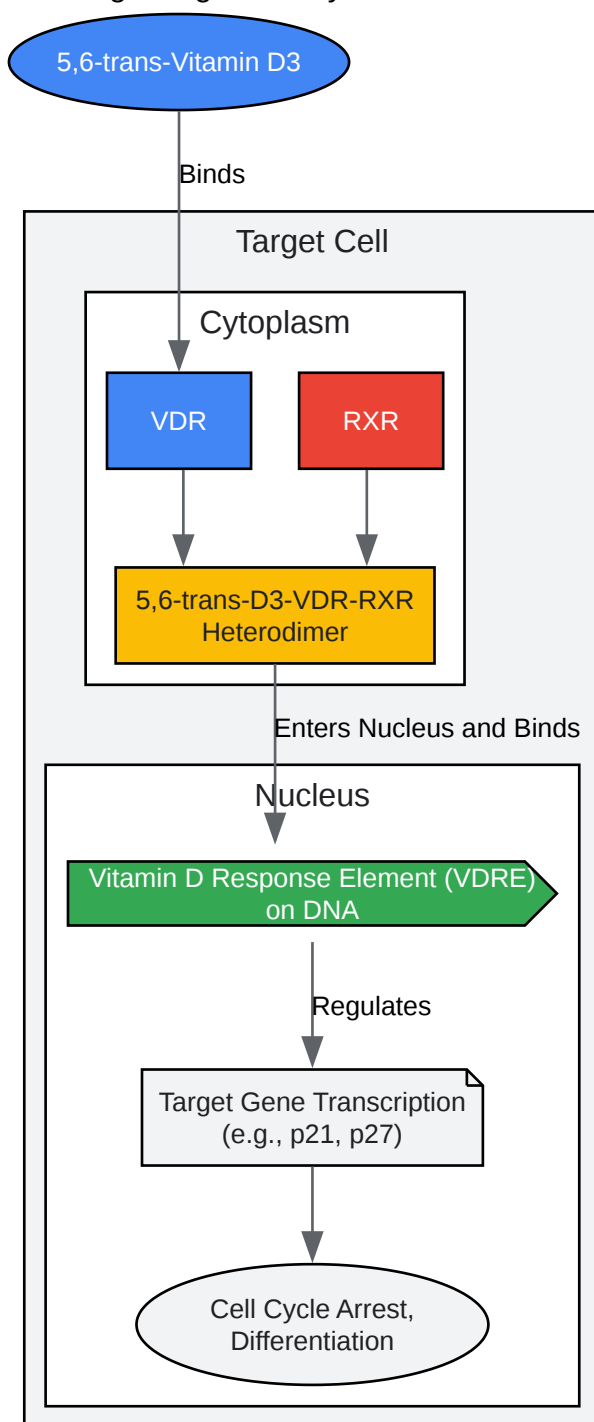 5,6-trans-Vitamin D3
Binds
Target Cell
Cytoplasm
VDR
RXR
5,6-trans-D3-VDR-RXR
Heterodimer
Enters Nucleus and Binds
Nucleus
Vitamin D Response Element (VDRE)
on DNA
Regulates
Target Gene Transcription
(e.g., p21, p27)
Cell Cycle Arrest,
Differentiation